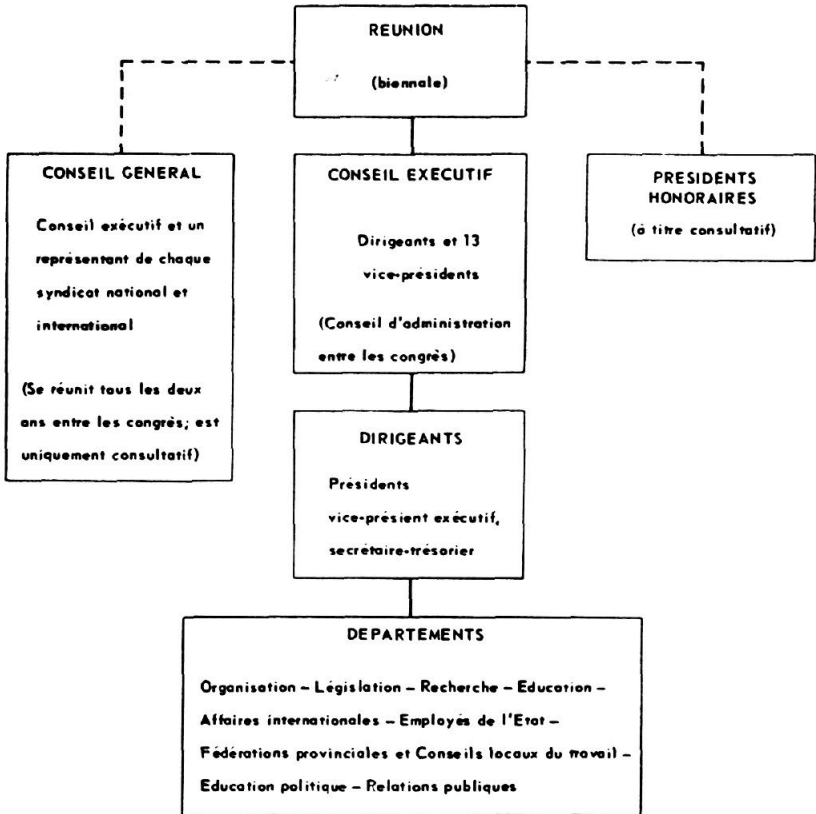 REUNION
(biennale)
CONSEIL GENERAL
Conseil exécutif et un
représentant de chaque
syndicat national et
international
(Se réunit tous les deux
ans entre les congrès; est
uniquement consultatif)
CONSEIL EXECUTIF
Dirigeants et 13
vice-présidents
(Conseil d'administration
entre les congrès)
PRESIDENTS
HONORAIRES
(à titre consultatif)
DIRIGEANTS
Présidents
vice-présient exécutif,
secrétaire-trésorier
DEPARTEMENTS
Organisation – Législation – Recherche – Education –
Affaires internationales – Employés de l'Etat –
Fédérations provinciales et Conseils locaux du travail –
Education politique – Relations publiques